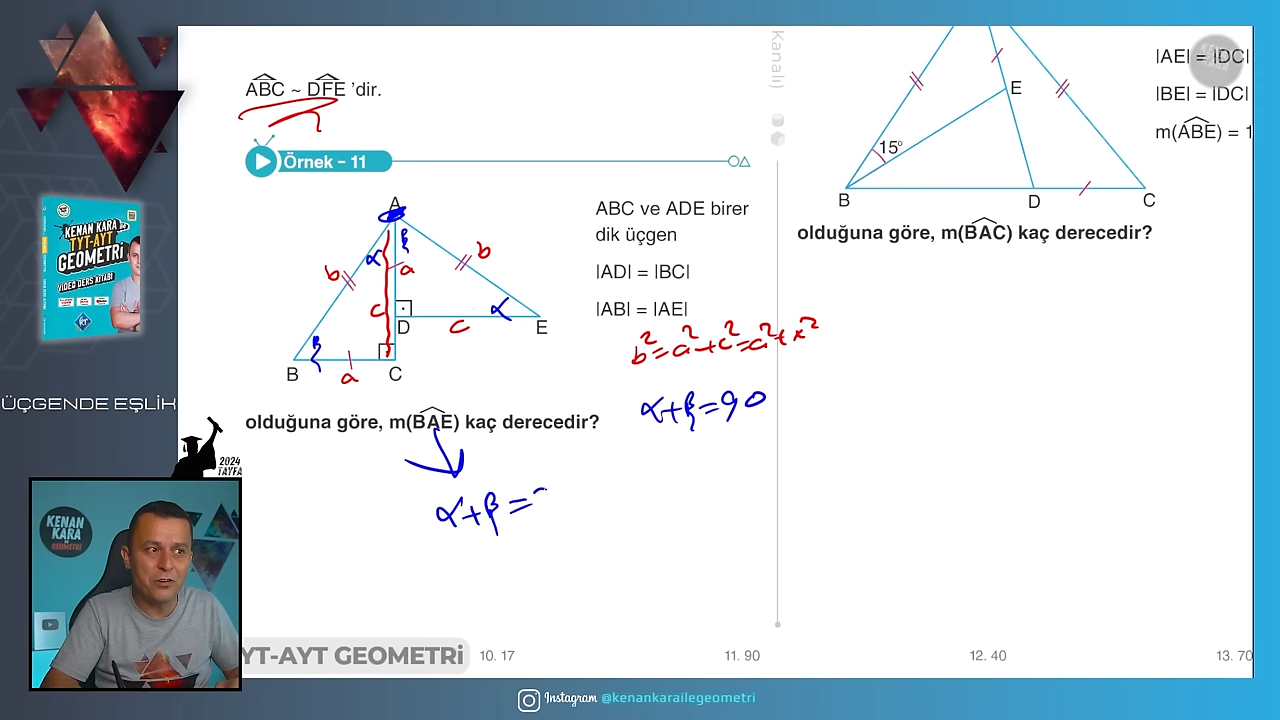 ABC ~ DFE 'dir.
Örnek - 11
A
β
α
b
b
a
c
α
D
c
E
β
B
a
C
ABC ve ADE birer
dik üçgen
|AD| = |BC|
|AB| = |AE|
b² = a² + c² = a² + x²
α + β = 90
olduğuna göre, m(BAE) kaç derecedir?
α + β =
Kanalı)
E
15°
B
D
C
|AE| = |DC|
|BE| = |DC|
m(ABE) = 1
olduğuna göre, m(BAC) kaç derecedir?
KENAN KARA
TYT-AYT
GEOMETRİ
VİDEO DERS KİTABI
ÜÇGENDE EŞLİK
2024
TAYFA
KENAN
KARA
GEOMETRİ
YT-AYT GEOMETRİ
10. 17
11. 90
12. 40
13. 70
Instagram @kenankarailegeometri